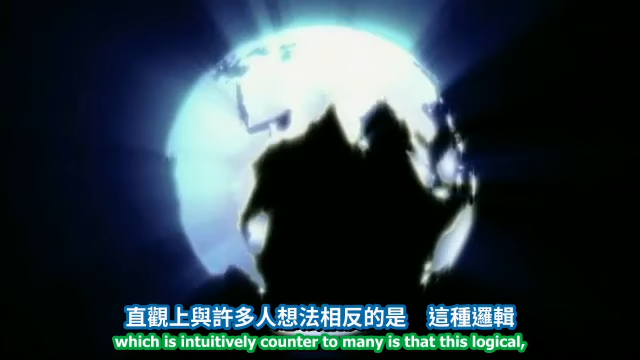 直觀上與許多人想法相反的是　這種邏輯
which is intuitively counter to many is that this logical,